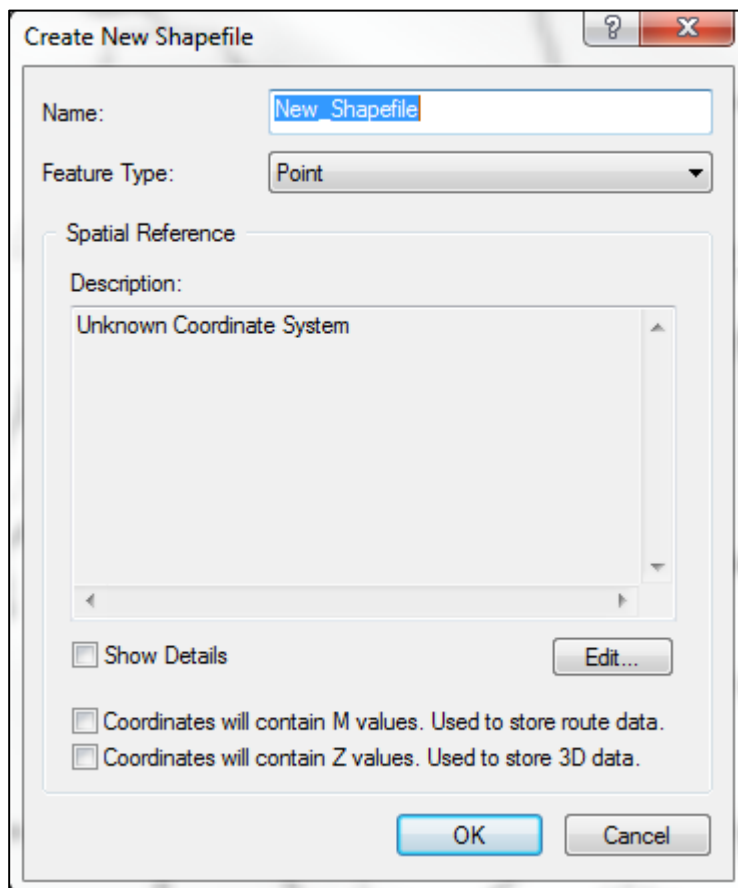 Create New Shapefile
Name: New_Shapefile
Feature Type: Point
Spatial Reference
Description:
Unknown Coordinate System
Show Details Edit...
Coordinates will contain M values. Used to store route data.
Coordinates will contain Z values. Used to store 3D data.
OK Cancel